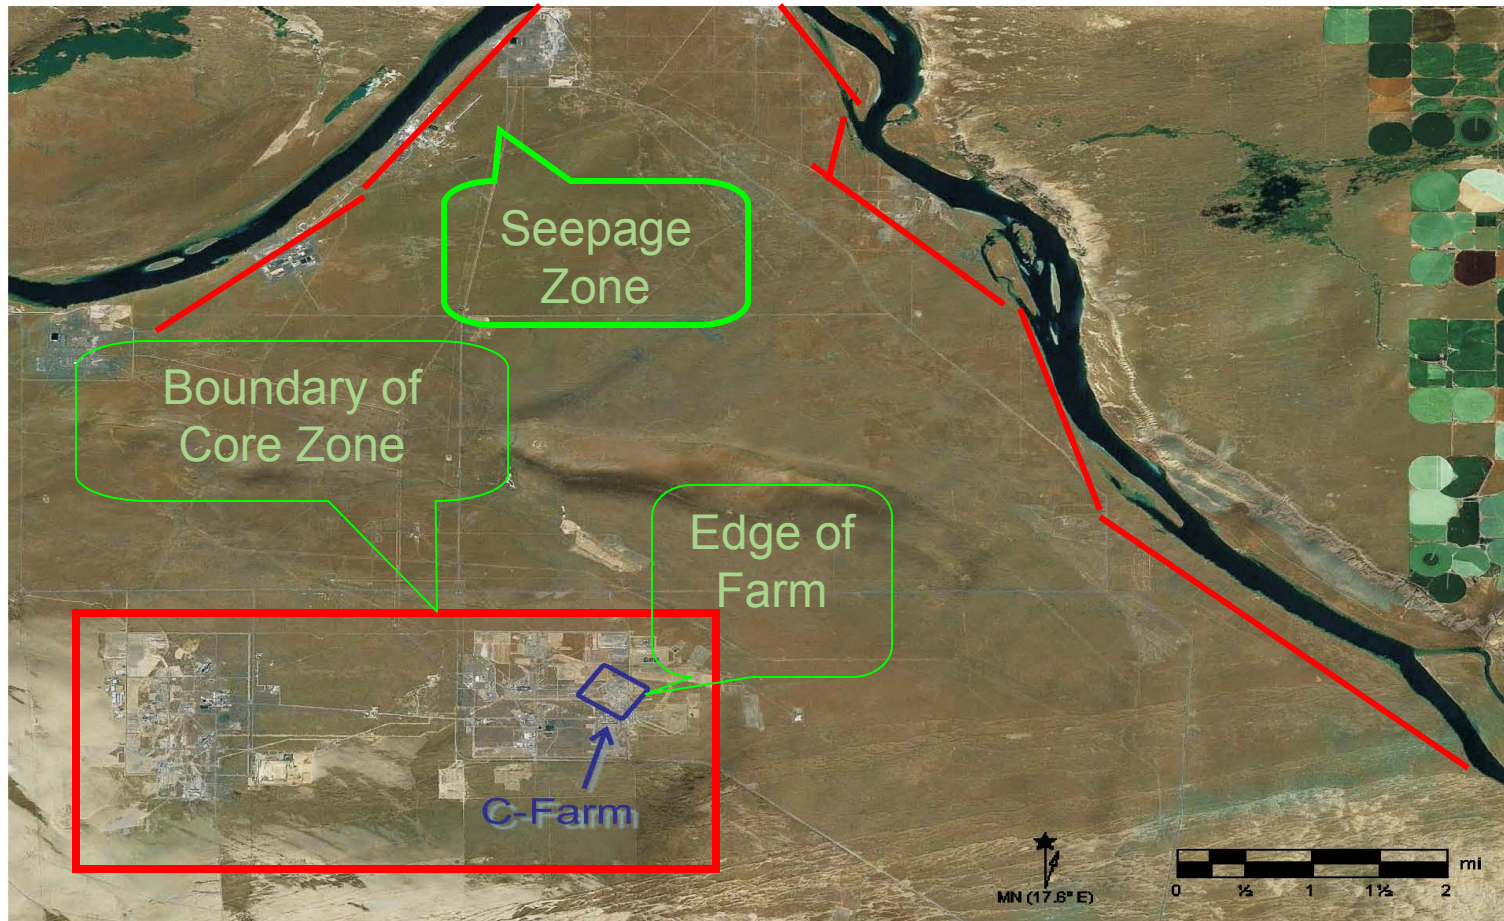 Seepage
Zone
Boundary of
Core Zone
Edge of
Farm
C-Farm
MN (17.6° E)
mi
0 ½ 1 1½ 2